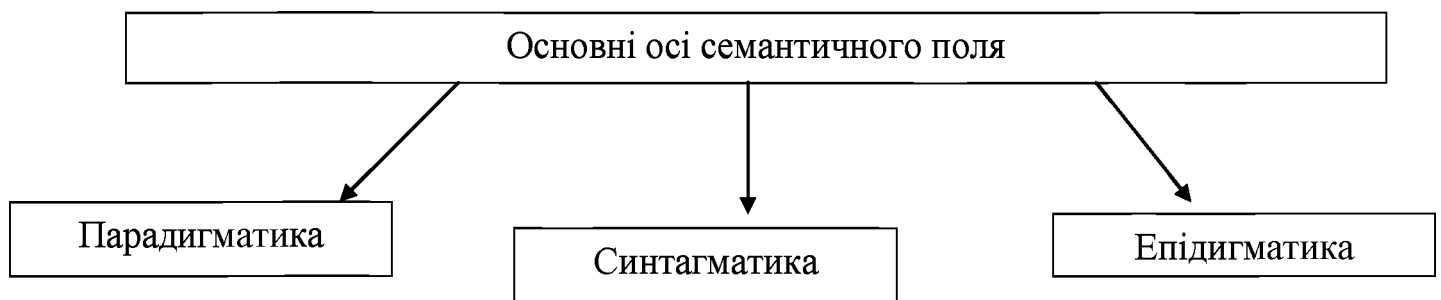 Основні осі семантичного поля
Парадигматика
Синтагматика
Епідигматика